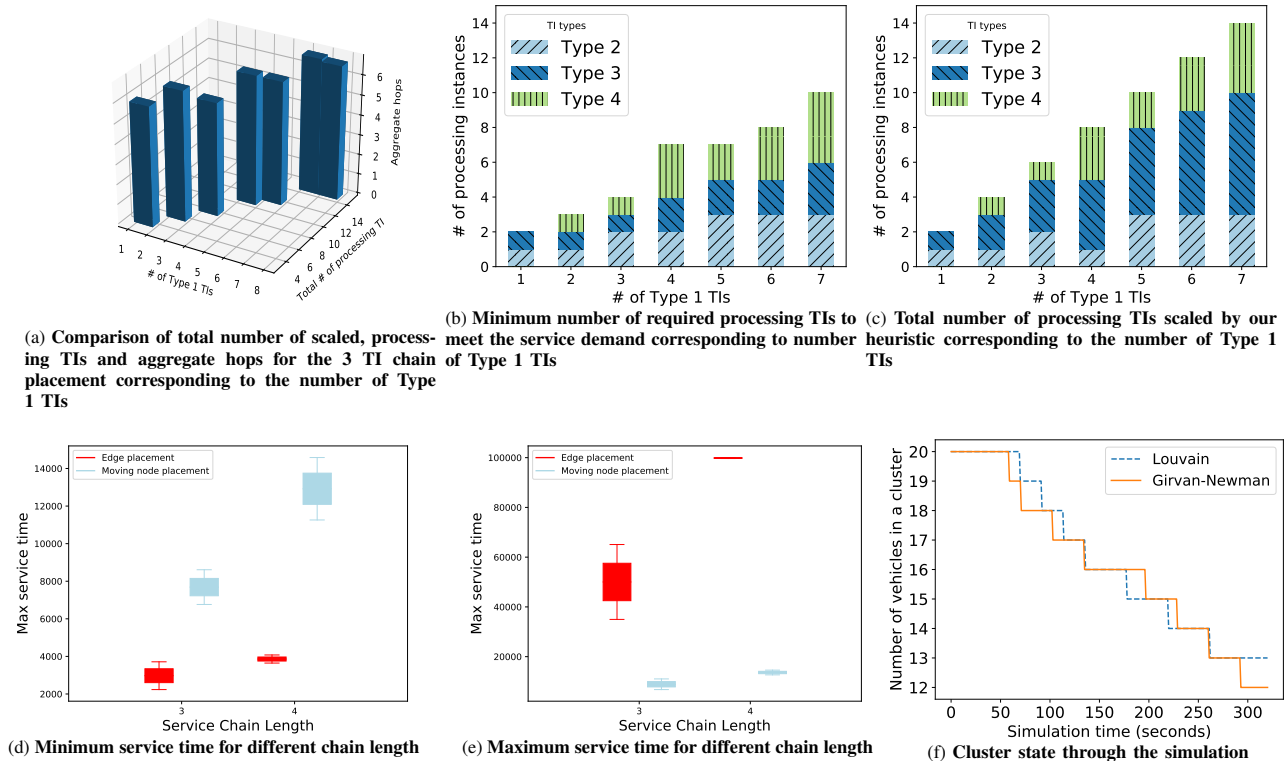 6
5
4
3
2
1
0
Aggregate hops
1
2
3
4
5
6
7
8
# of Type 1 TIs
4
6
8
10
12
14
Total # of processing TI
(a) Comparison of total number of scaled, process-
ing TIs and aggregate hops for the 3 TI chain
placement corresponding to the number of Type
1 TIs
TI types
Type 2
Type 3
Type 4
14
12
10
8
6
4
2
0
# of processing instances
1 2 3 4 5 6 7
# of Type 1 TIs
(b) Minimum number of required processing TIs to
meet the service demand corresponding to number
of Type 1 TIs
TI types
Type 2
Type 3
Type 4
14
12
10
8
6
4
2
0
# of processing instances
1 2 3 4 5 6 7
# of Type 1 TIs
(c) Total number of processing TIs scaled by our
heuristic corresponding to the number of Type 1
TIs
Edge placement
Moving node placement
14000
12000
10000
8000
6000
4000
2000
Max service time
3 4
Service Chain Length
(d) Minimum service time for different chain length
Edge placement
Moving node placement
100000
80000
60000
40000
20000
Max service time
3 4
Service Chain Length
(e) Maximum service time for different chain length
Louvain
Girvan-Newman
20
19
18
17
16
15
14
13
12
Number of vehicles in a cluster
0 50 100 150 200 250 300
Simulation time (seconds)
(f) Cluster state through the simulation